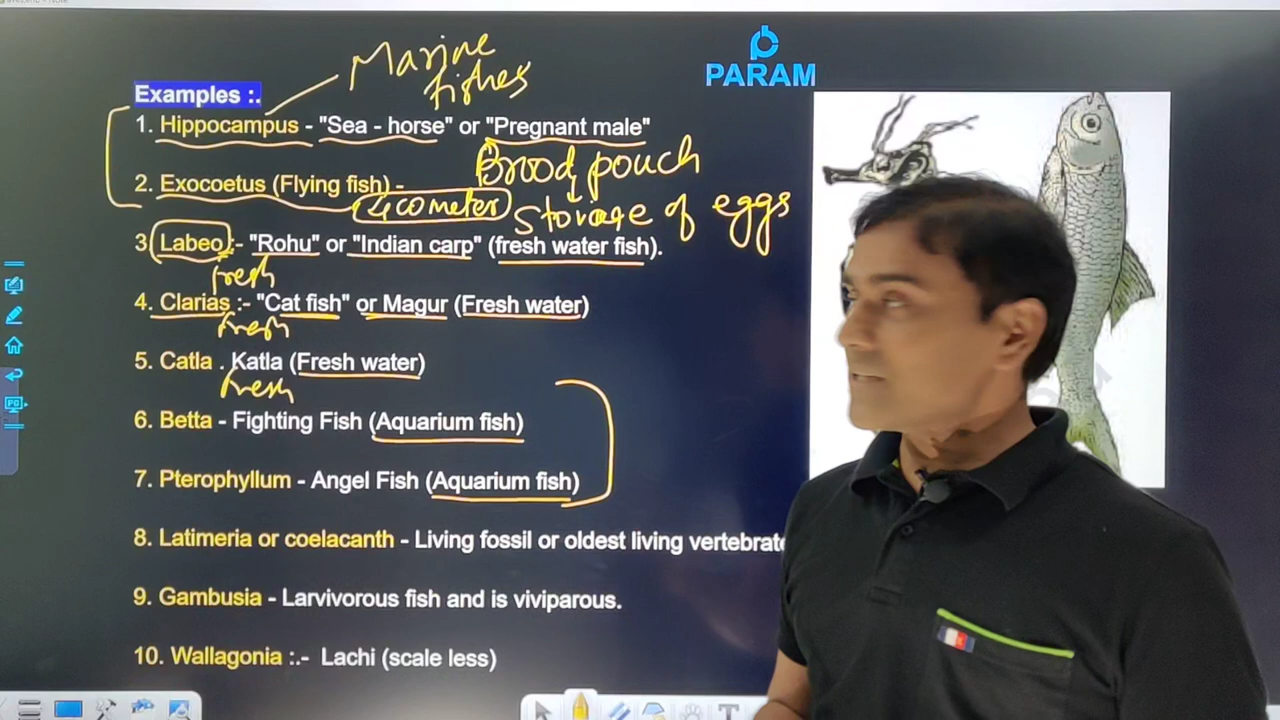 PARAM
Marine
fishes
Examples :.
1. Hippocampus - "Sea - horse" or "Pregnant male"
Brood pouch
2. Exocoetus (Flying fish) -
storage of eggs
3 Labeo :- "Rohu" or "Indian carp" (fresh water fish).
fresh
4. Clarias :- "Cat fish" or Magur (Fresh water)
fresh
5. Catla . Katla (Fresh water)
fresh
6. Betta - Fighting Fish (Aquarium fish)
7. Pterophyllum - Angel Fish (Aquarium fish)
8. Latimeria or coelacanth - Living fossil or oldest living vertebrate
9. Gambusia - Larvivorous fish and is viviparous.
10. Wallagonia :.- Lachi (scale less)
T